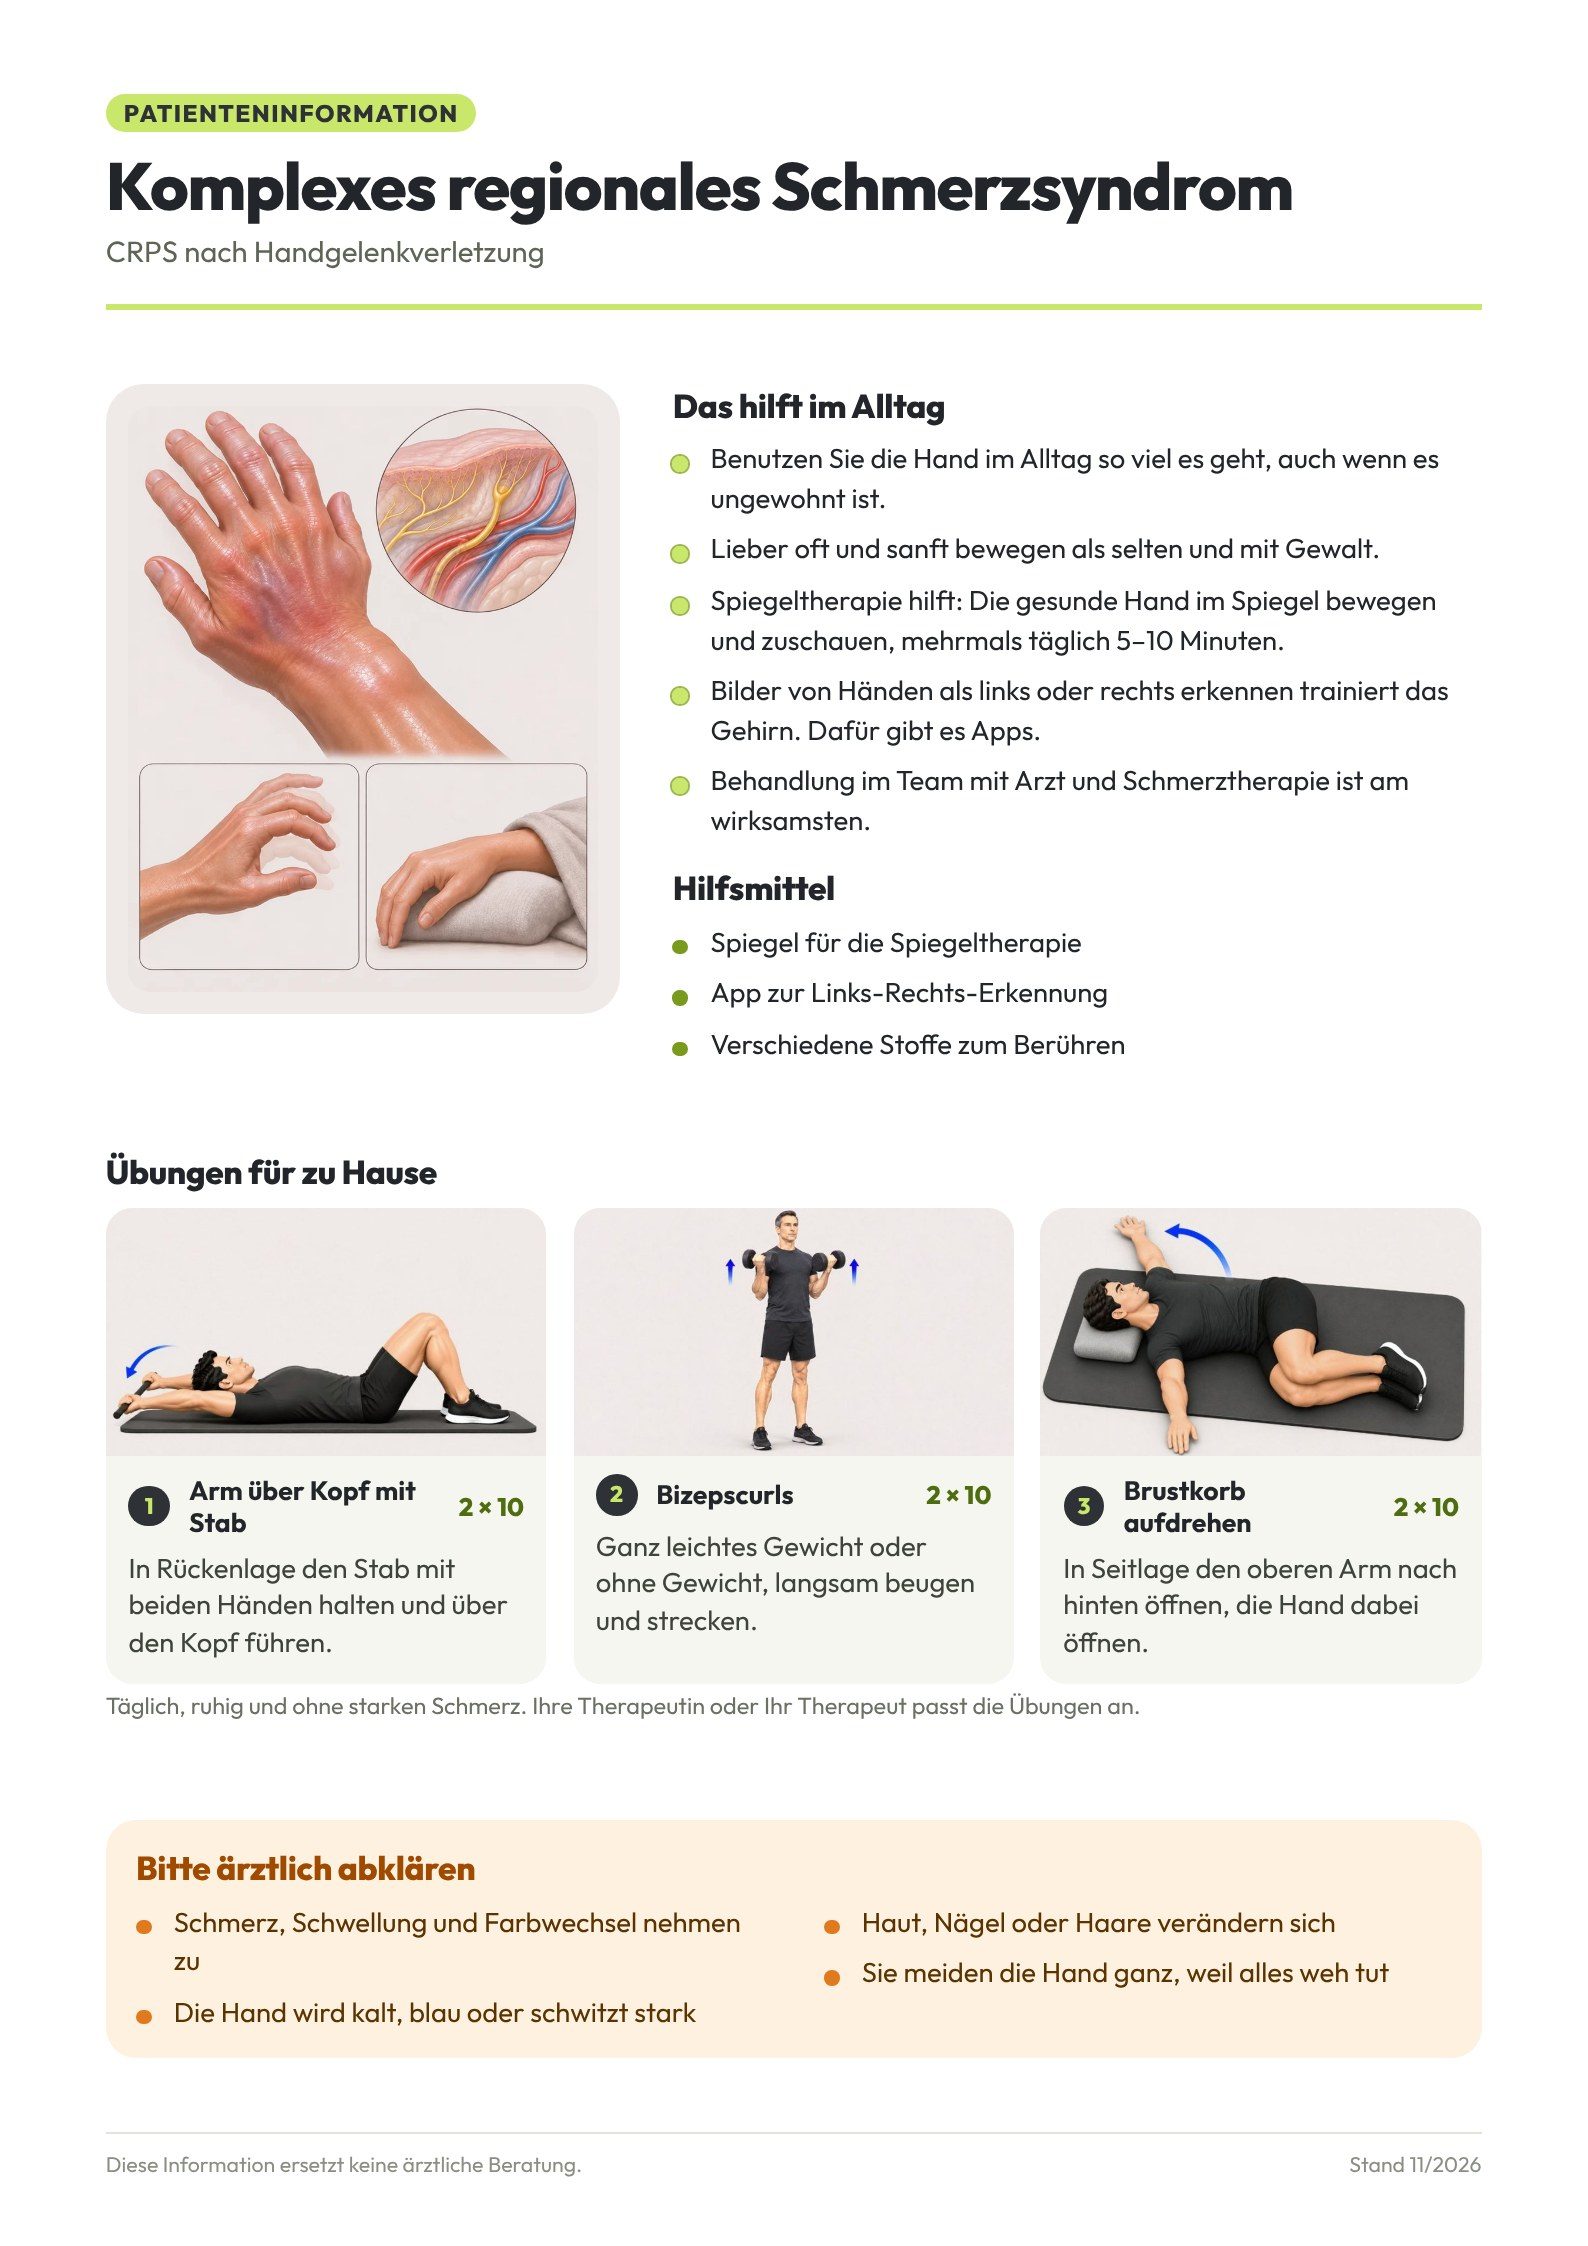 PATIENTENINFORMATION
Komplexes regionales Schmerzsyndrom
CRPS nach Handgelenkverletzung
Das hilft im Alltag
Benutzen Sie die Hand im Alltag so viel es geht, auch wenn es
ungewohnt ist.
Lieber oft und sanft bewegen als selten und mit Gewalt.
Spiegeltherapie hilft: Die gesunde Hand im Spiegel bewegen
und zuschauen, mehrmals täglich 5–10 Minuten.
Bilder von Händen als links oder rechts erkennen trainiert das
Gehirn. Dafür gibt es Apps.
Behandlung im Team mit Arzt und Schmerztherapie ist am
wirksamsten.
Hilfsmittel
Spiegel für die Spiegeltherapie
App zur Links-Rechts-Erkennung
Verschiedene Stoffe zum Berühren
Übungen für zu Hause
1 Arm über Kopf mit
Stab
2 × 10
In Rückenlage den Stab mit
beiden Händen halten und über
den Kopf führen.
2 Bizepscurls 2 × 10
Ganz leichtes Gewicht oder
ohne Gewicht, langsam beugen
und strecken.
3 Brustkorb
aufdrehen
2 × 10
In Seitlage den oberen Arm nach
hinten öffnen, die Hand dabei
öffnen.
Täglich, ruhig und ohne starken Schmerz. Ihre Therapeutin oder Ihr Therapeut passt die Übungen an.
Bitte ärztlich abklären
Schmerz, Schwellung und Farbwechsel nehmen
zu
Die Hand wird kalt, blau oder schwitzt stark
Haut, Nägel oder Haare verändern sich
Sie meiden die Hand ganz, weil alles weh tut
Diese Information ersetzt keine ärztliche Beratung.
Stand 11/2026